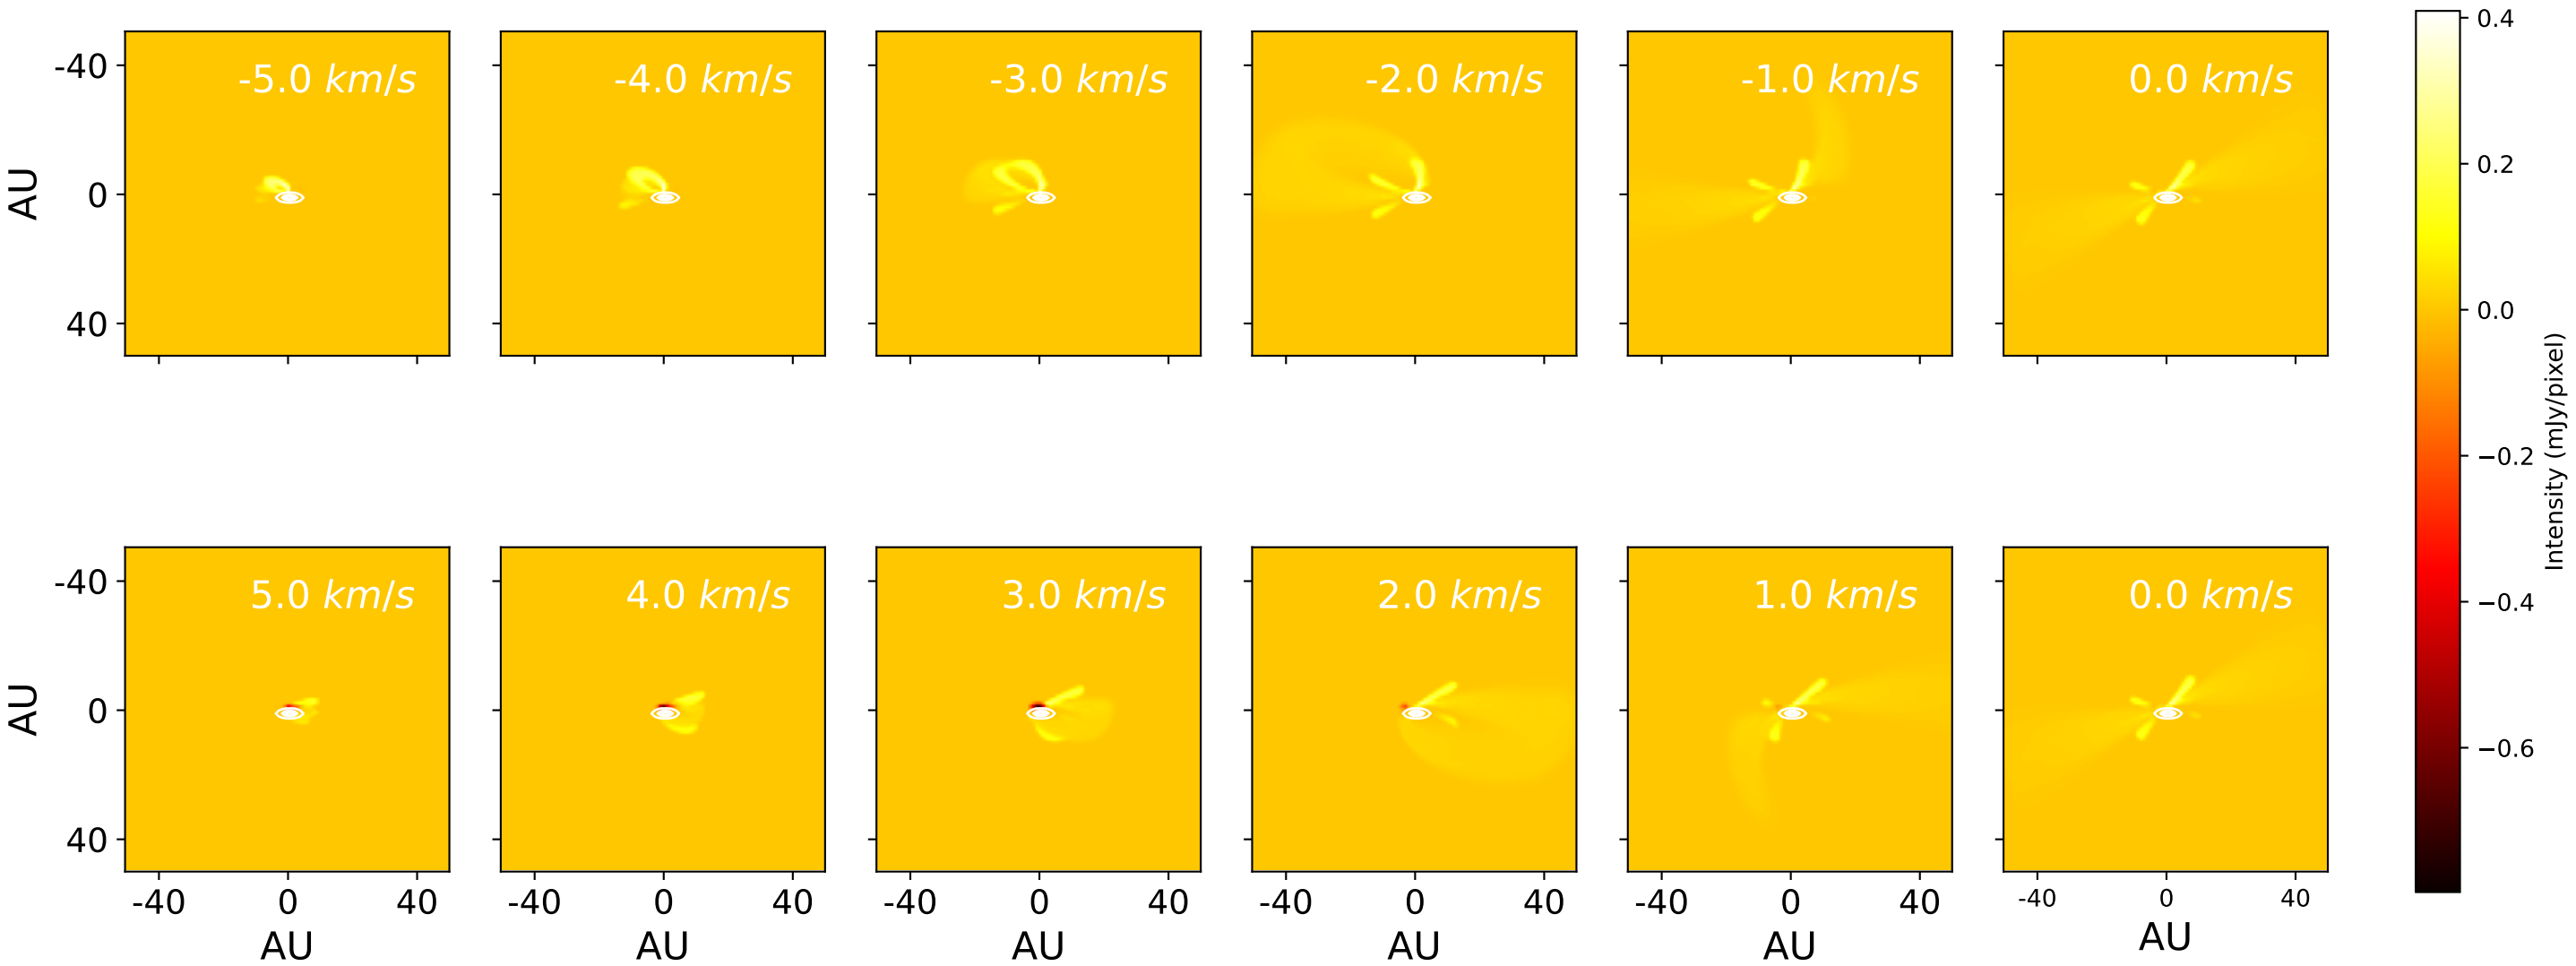 -5.0 km/s
-4.0 km/s
-3.0 km/s
-2.0 km/s
-1.0 km/s
0.0 km/s
-40
0
40
AU
5.0 km/s
4.0 km/s
3.0 km/s
2.0 km/s
1.0 km/s
0.0 km/s
-40
0
40
AU
-40 0 40
-40 0 40
-40 0 40
-40 0 40
-40 0 40
-40 0 40
AU
AU
AU
AU
AU
AU
0.4
0.2
0.0
−0.2
−0.4
−0.6
Intensity (mJy/pixel)